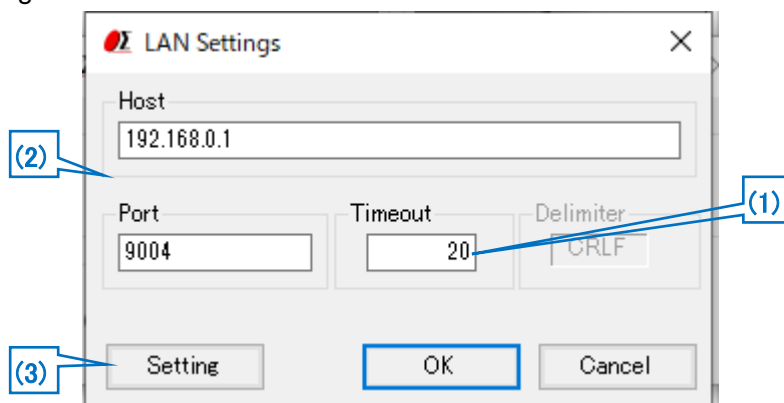 LAN Settings
Host
192.168.0.1
(2)
(1)
Port
Timeout
Delimiter
9004
20
CRLF
(3)
Setting
OK
Cancel